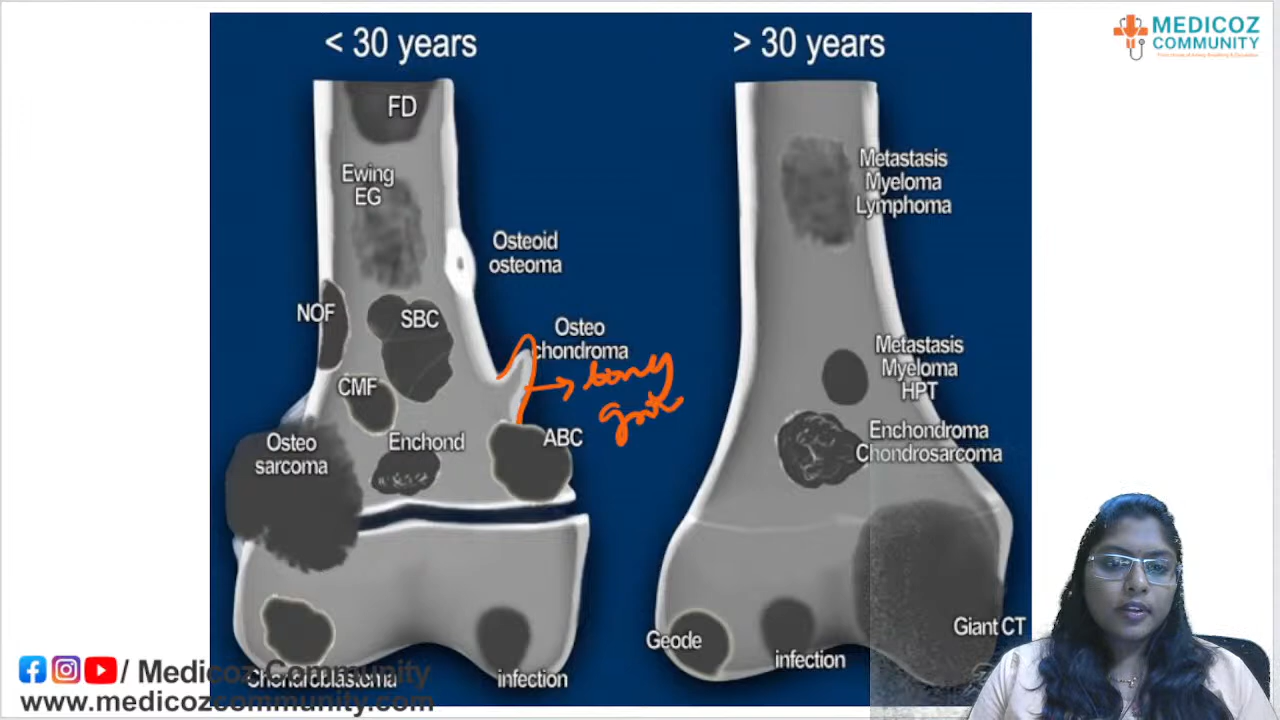 < 30 years
> 30 years
MEDICOZ
COMMUNITY
FD
Ewing
EG
Metastasis
Myeloma
Lymphoma
Osteoid
osteoma
NOF
SBC
Osteo
chondroma
bony
Metastasis
Myeloma
HPT
CMF
Osteo
sarcoma
Enchond
ABC
Enchondroma
Chondrosarcoma
Geode
Giant CT
infection
Chondroblastoma
infection
/ Medicoz Community
www.medicozcommunity.com